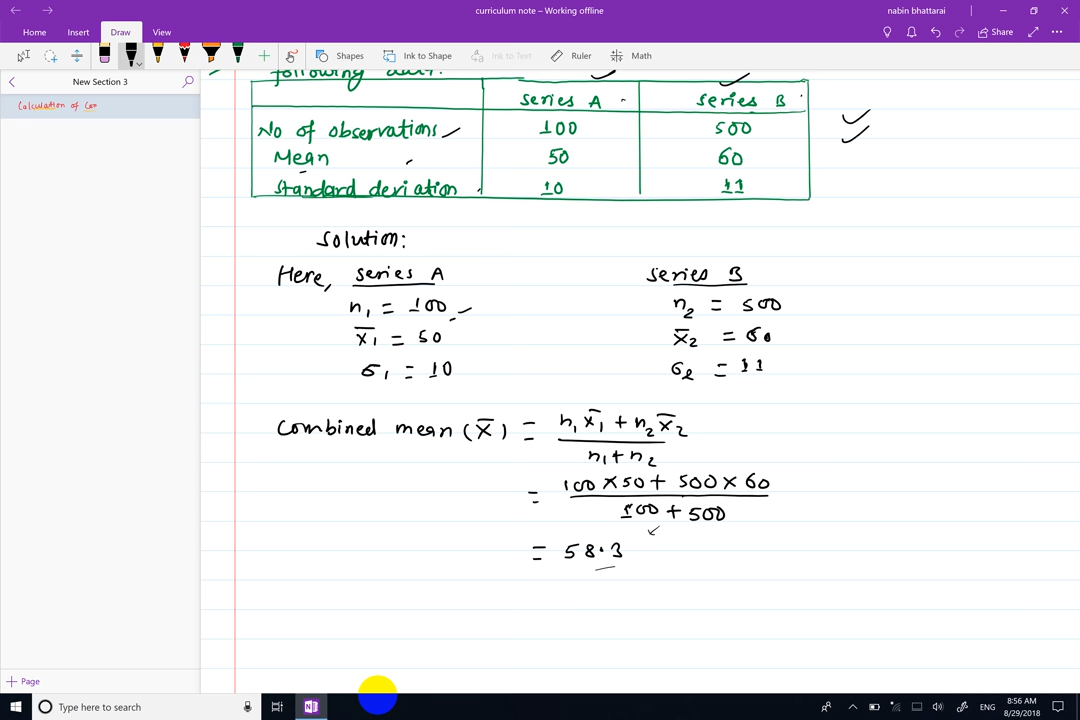 curriculum note – Working offline
nabin bhattarai
Home Insert Draw View
Share
Shapes Ink to Shape Ink to Text Ruler Math
New Section 3
Calculation of Com
following data.
series A series B
No of observations 100 500
Mean 50 60
Standard deviation 10 11
Solution:
Here, series A series B
n₁ = 100 n₂ = 500
x̄₁ = 50 x̄₂ = 60
σ₁ = 10 σ₂ = 11
Combined mean (x̄) = n₁x̄₁ + n₂x̄₂
n₁ + n₂
= 100 × 50 + 500 × 60
100 + 500
= 58.3
Page
Type here to search
ENG
8:56 AM
8/29/2018